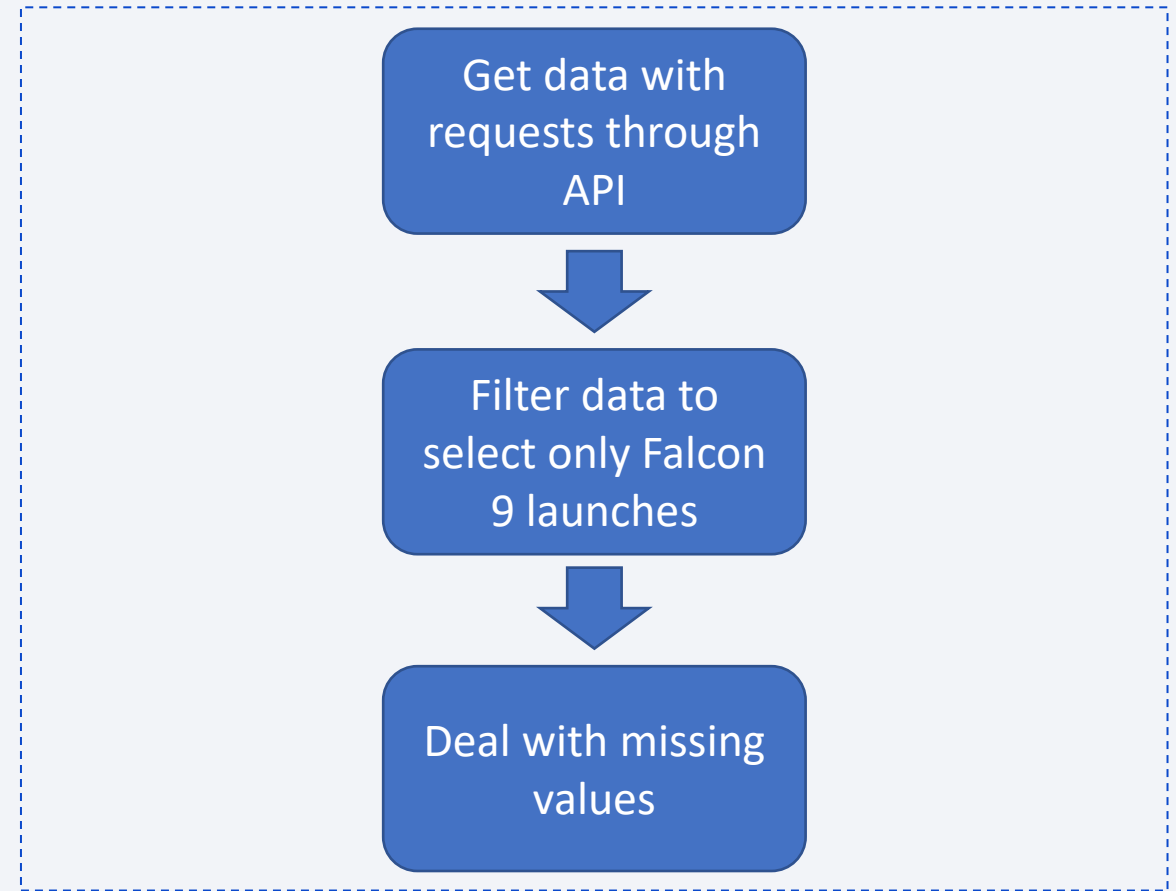 Get data with
requests through
API
Filter data to
select only Falcon
9 launches
Deal with missing
values